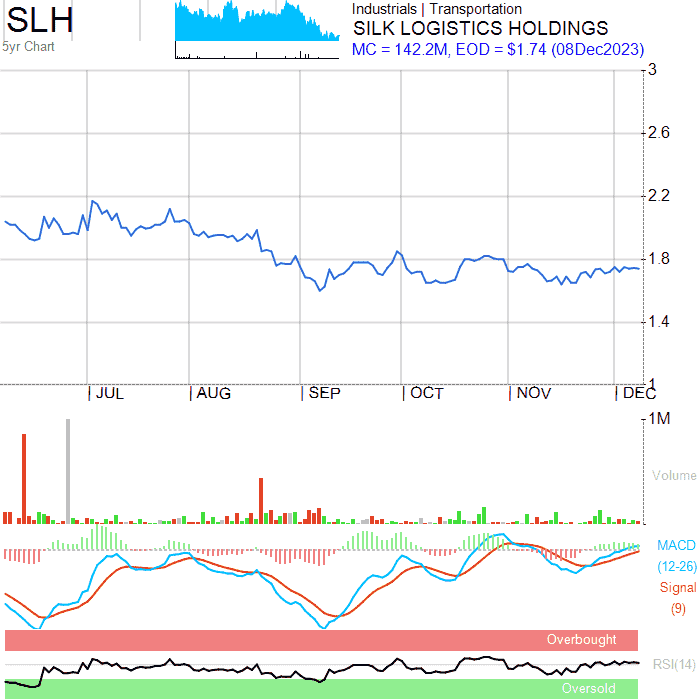 SLH
5yr Chart
Industrials | Transportation
SILK LOGISTICS HOLDINGS
MC = 142.2M, EOD = $1.74 (08Dec2023)
3
2.6
2.2
1.8
1.4
1
JUL AUG SEP OCT NOV DEC
1M
Volume
MACD
(12-26)
Signal
(9)
Overbought
RSI(14)
Oversold